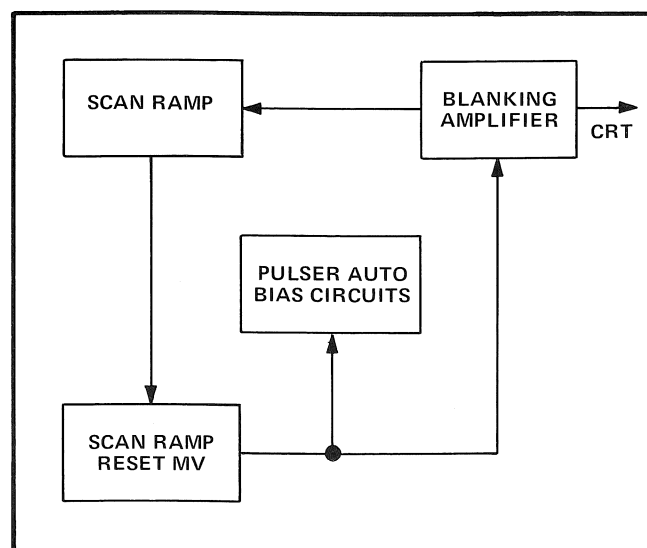 SCAN RAMP
BLANKING
AMPLIFIER
CRT
PULSER AUTO
BIAS CIRCUITS
SCAN RAMP
RESET MV